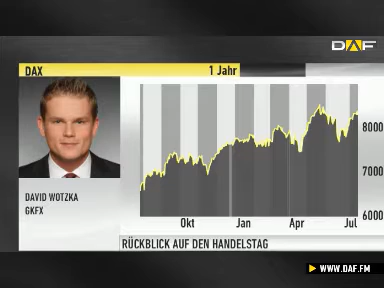 DAF
DAX
1 Jahr
8000
7000
6000
DAVID WOTZKA
GKFX
Okt Jan Apr Jul
RÜCKBLICK AUF DEN HANDELSTAG
WWW.DAF.FM